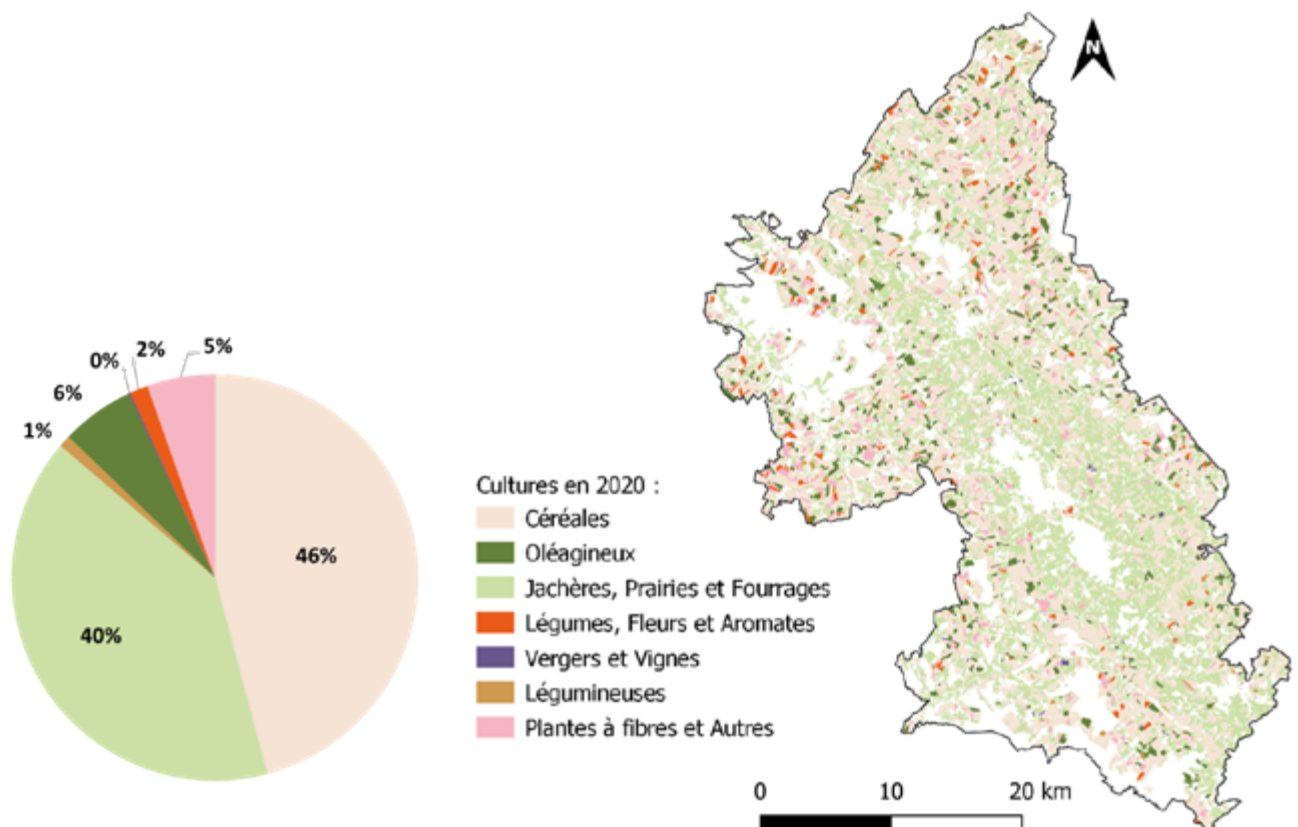 N
0%
2%
5%
6%
1%
46%
40%
Cultures en 2020 :
Céréales
Oléagineux
Jachères, Prairies et Fourrages
Légumes, Fleurs et Aromates
Vergers et Vignes
Légumineuses
Plantes à fibres et Autres
0 10 20 km